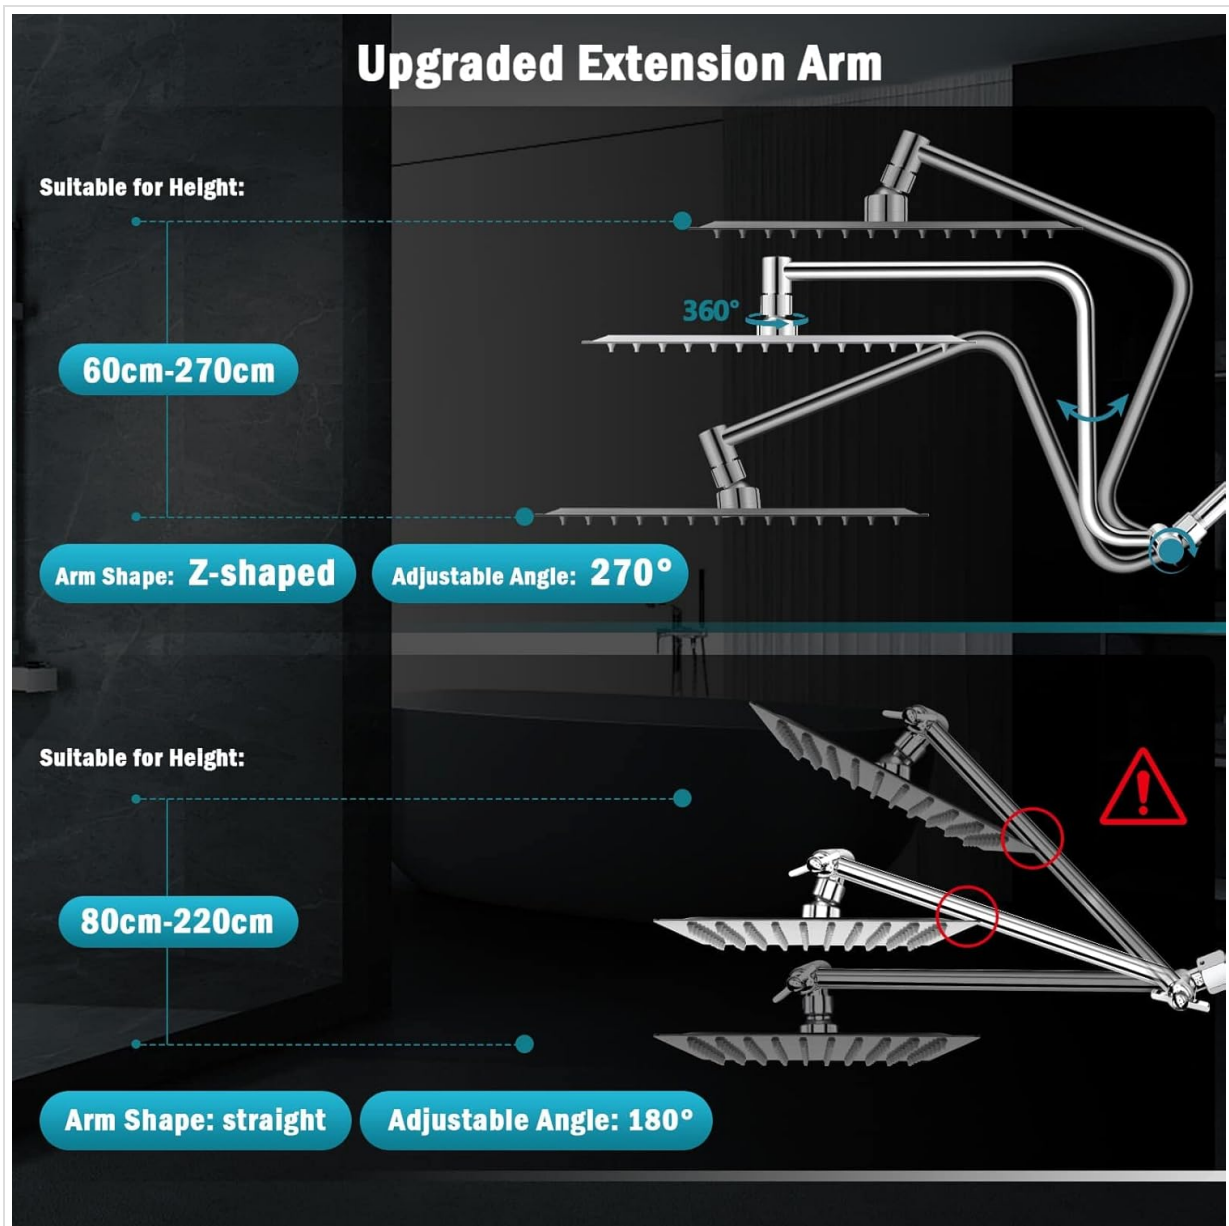 Upgraded Extension Arm
Suitable for Height:
360°
60cm-270cm
Arm Shape: Z-shaped
Adjustable Angle: 270°
Suitable for Height:
80cm-220cm
Arm Shape: straight
Adjustable Angle: 180°